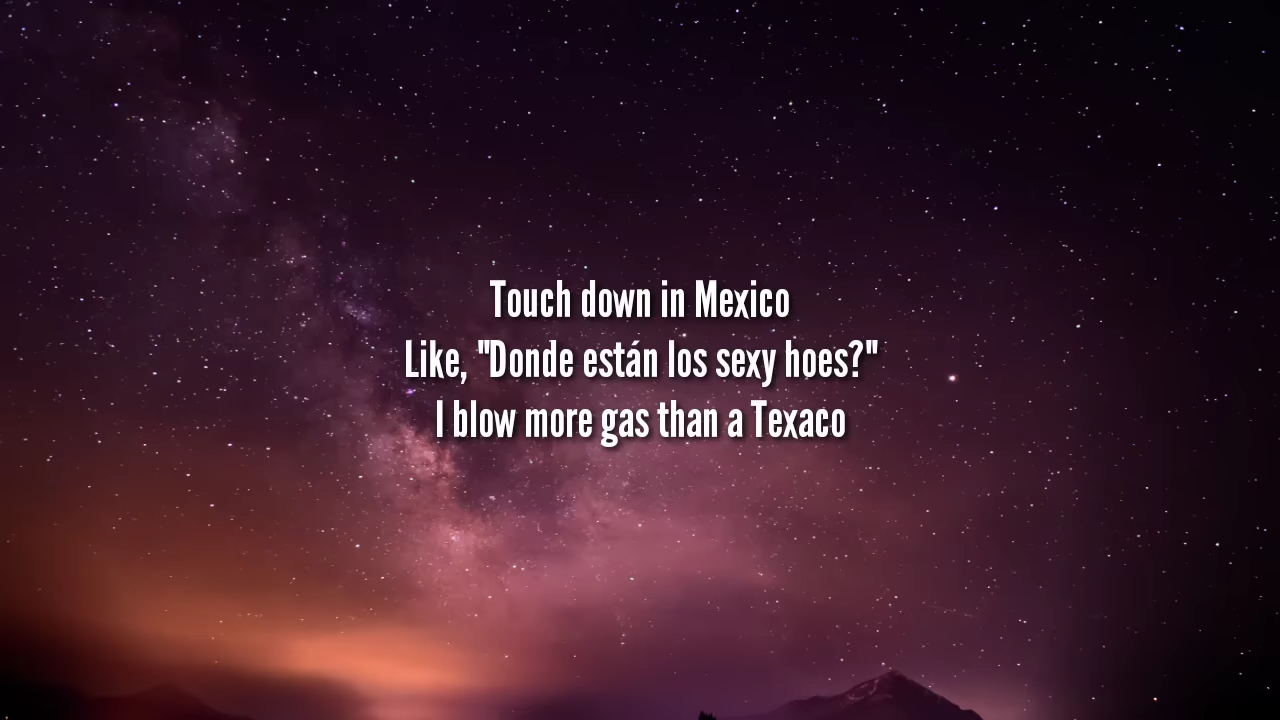 Touch down in Mexico
Like, "Donde están los sexy hoes?"
I blow more gas than a Texaco